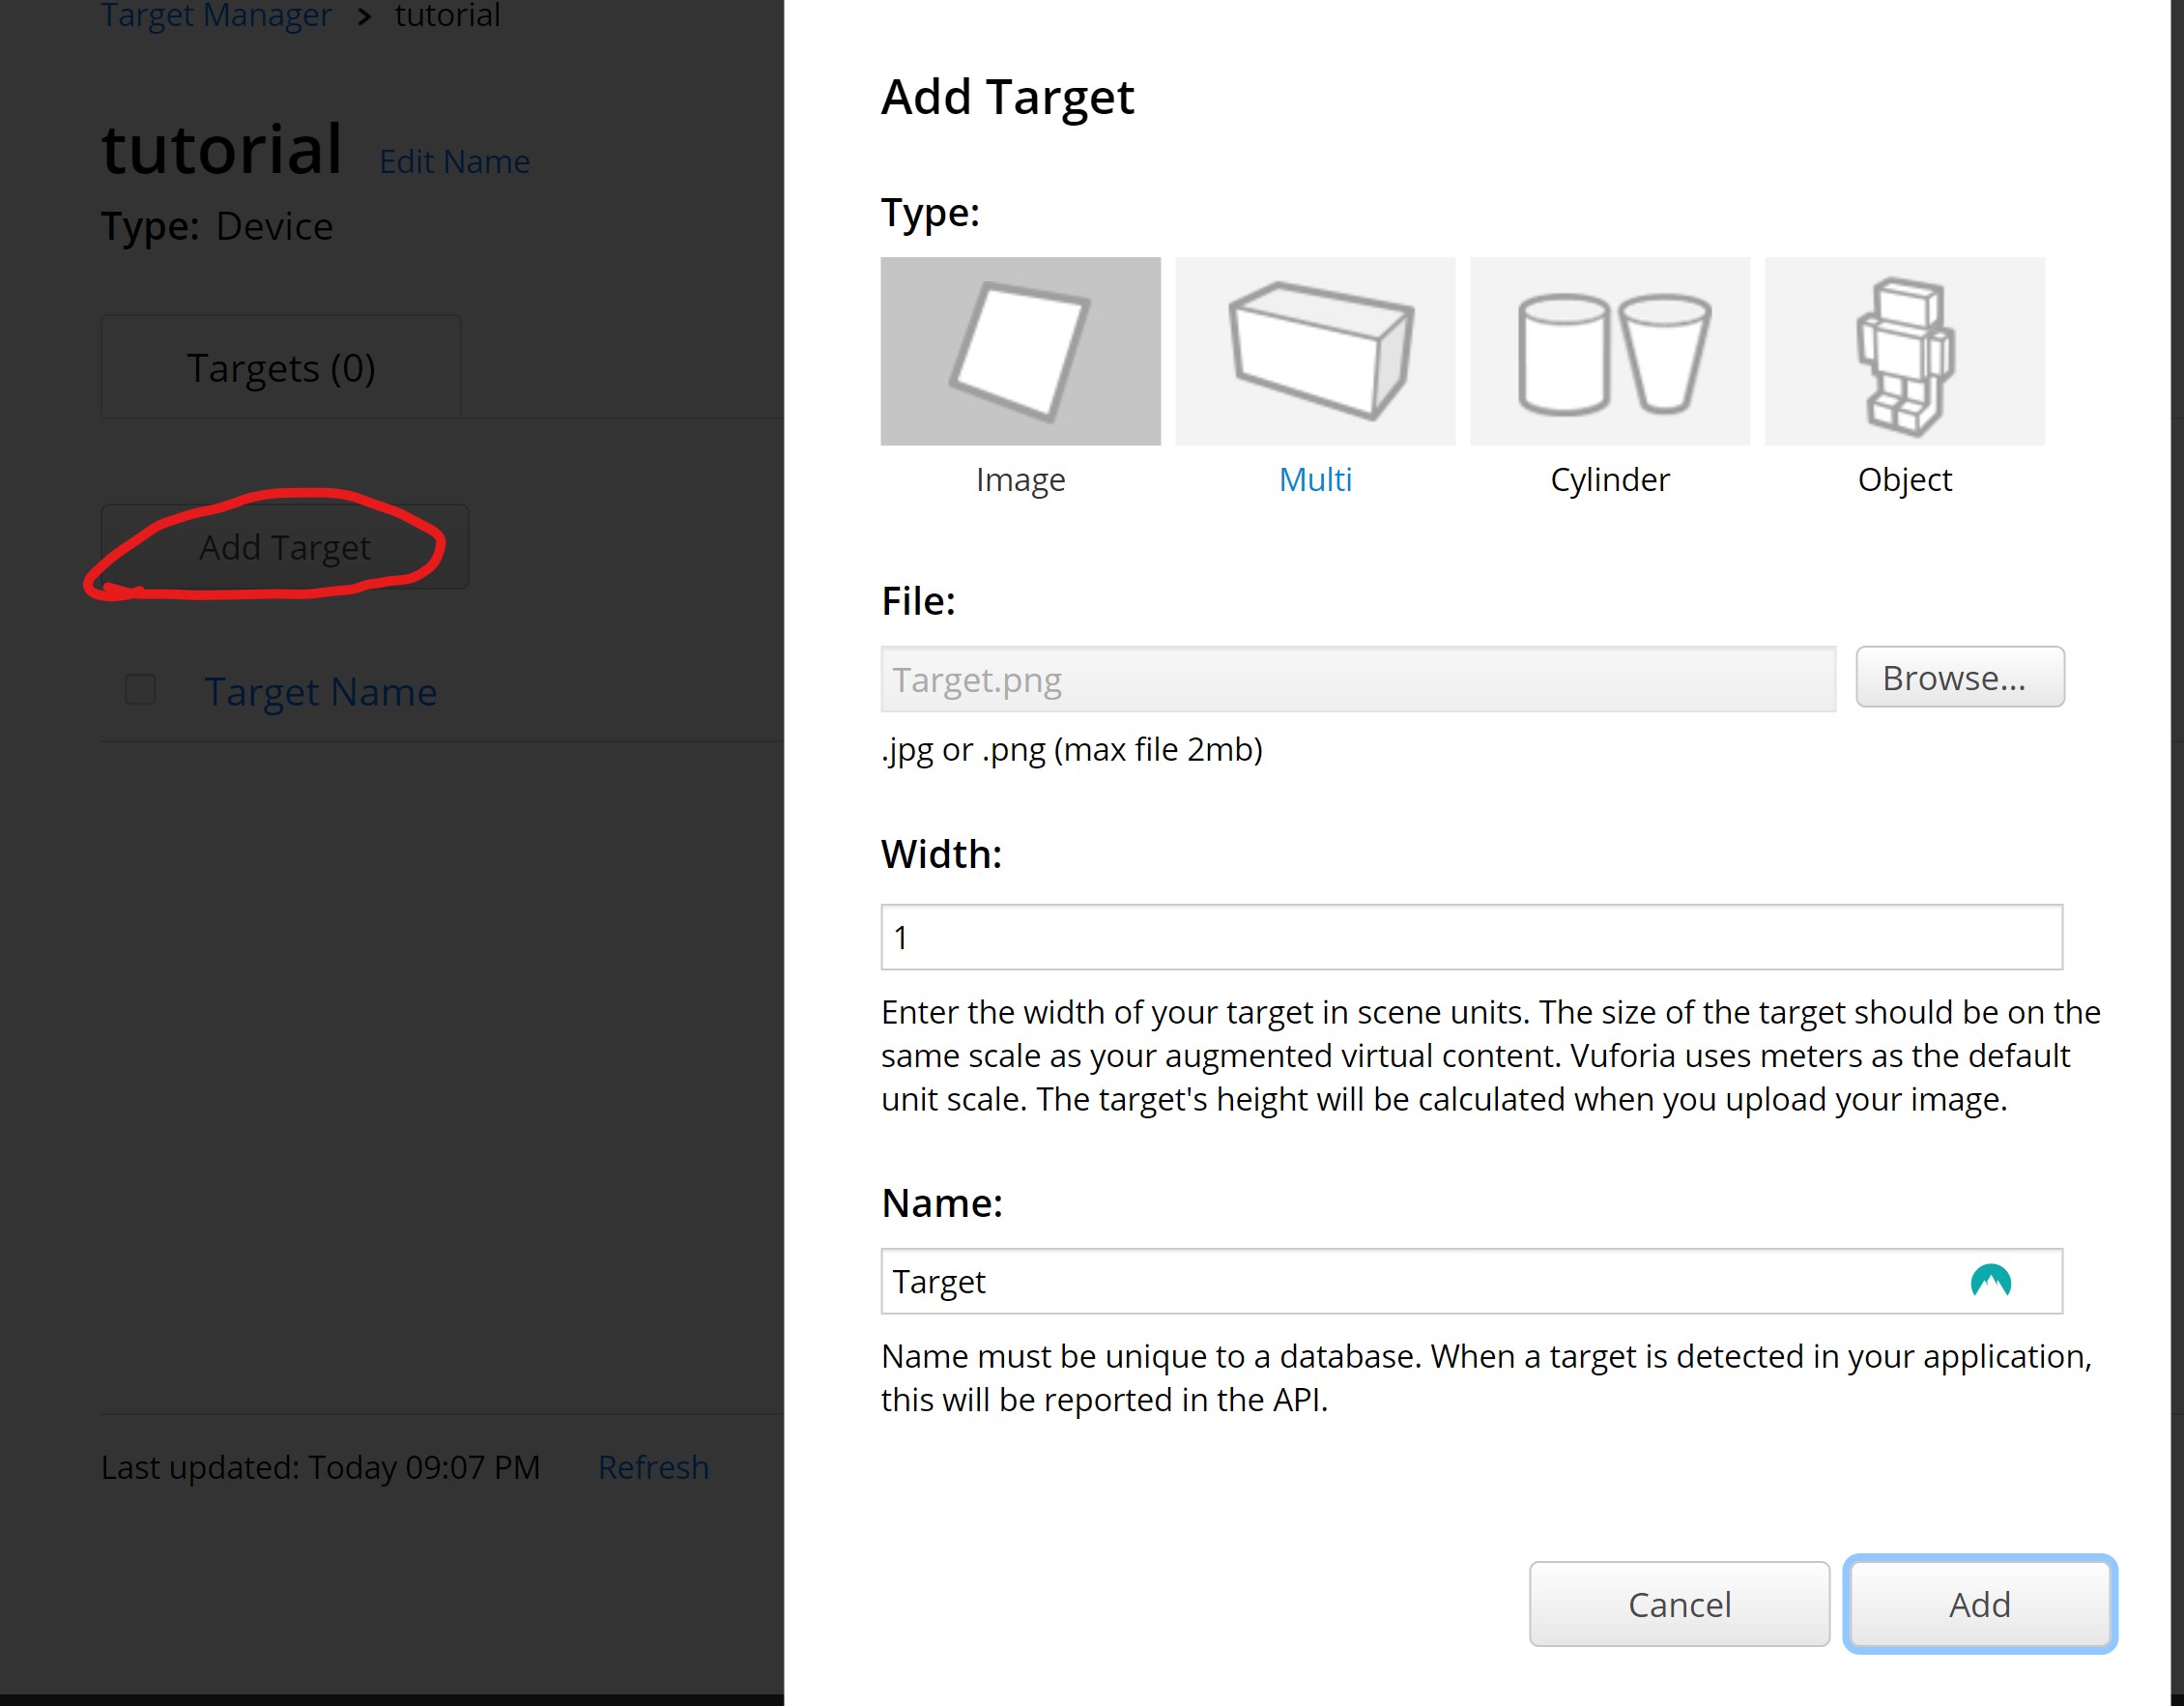 Target Manager > tutorial
tutorial Edit Name
Type: Device
Targets (0)
Add Target
Target Name
Last updated: Today 09:07 PM Refresh
Add Target
Type:
Image Multi Cylinder Object
File:
Target.png Browse...
.jpg or .png (max file 2mb)
Width:
1
Enter the width of your target in scene units. The size of the target should be on the
same scale as your augmented virtual content. Vuforia uses meters as the default
unit scale. The target's height will be calculated when you upload your image.
Name:
Target
Name must be unique to a database. When a target is detected in your application,
this will be reported in the API.
Cancel Add